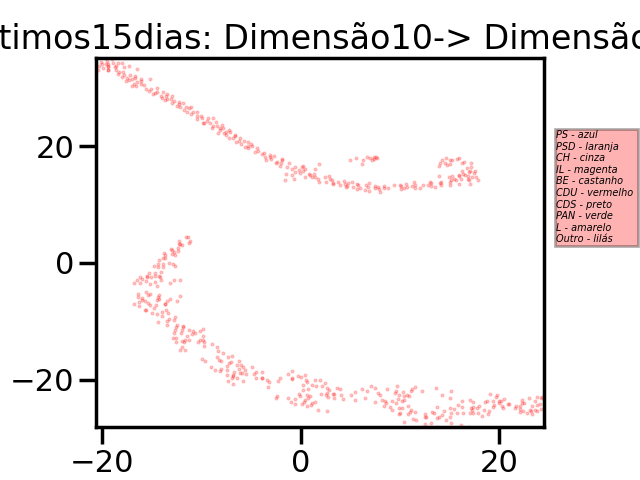 timos15dias: Dimensão10-> Dimensão
20
0
−20
−20
0
20
PS - azul
PSD - laranja
CH - cinza
IL - magenta
BE - castanho
CDU - vermelho
CDS - preto
PAN - verde
L - amarelo
Outro - lilás